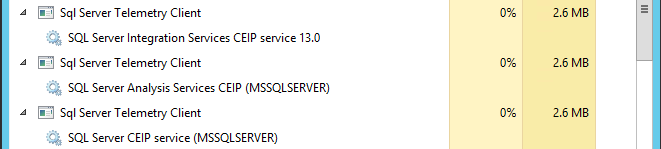 Sql Server Telemetry Client 0% 2.6 MB
SQL Server Integration Services CEIP service 13.0
Sql Server Telemetry Client 0% 2.6 MB
SQL Server Analysis Services CEIP (MSSQLSERVER)
Sql Server Telemetry Client 0% 2.6 MB
SQL Server CEIP service (MSSQLSERVER)